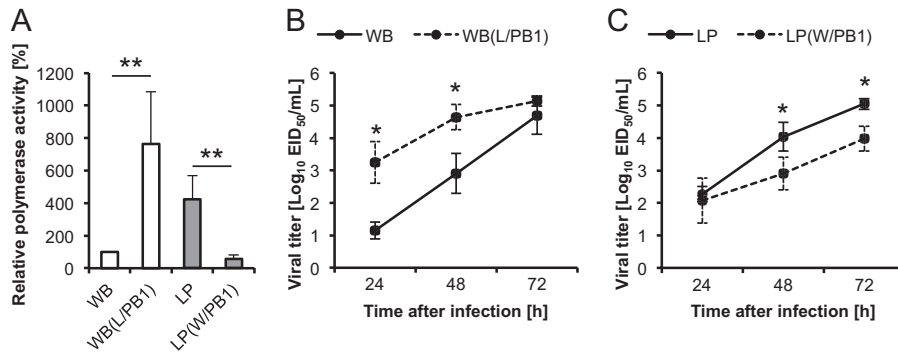 A
Relative polymerase activity [%]
1200
1000
800
600
400
200
0
**
**
WB
WB(L/PB1)
LP
LP(W/PB1)
B
WB
WB(L/PB1)
Viral titer [Log10 EID50/mL]
6
5
4
3
2
1
0
*
*
24
48
72
Time after infection [h]
C
LP
LP(W/PB1)
Viral titer [Log10 EID50/mL]
6
5
4
3
2
1
0
*
*
24
48
72
Time after infection [h]